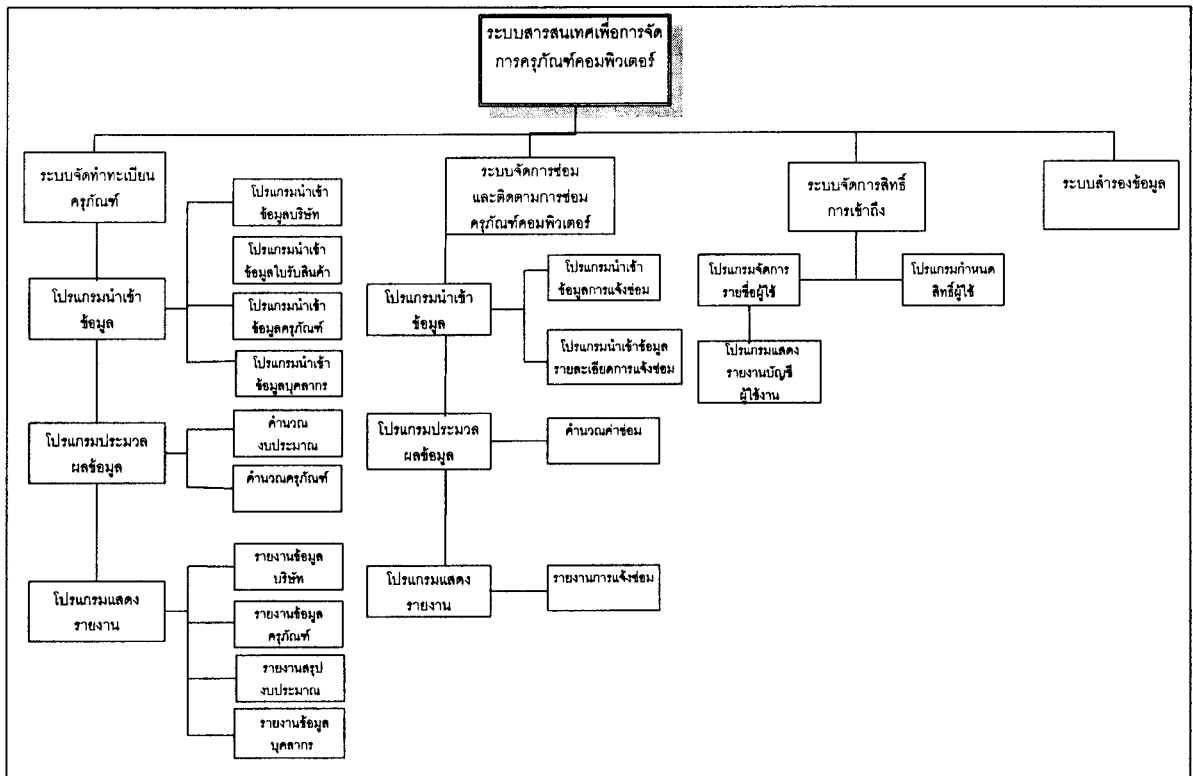 ระบบสารสนเทศเพื่อการจัด
การครุภัณฑ์คอมพิวเตอร์
ระบบจัดทำทะเบียน
ครุภัณฑ์
โปรแกรมนำเข้า
ข้อมูล
โปรแกรมนำเข้า
ข้อมูลบริษัท
โปรแกรมนำเข้า
ข้อมูลใบรับสินค้า
โปรแกรมนำเข้า
ข้อมูลครุภัณฑ์
โปรแกรมนำเข้า
ข้อมูลบุคลากร
โปรแกรมประมวล
ผลข้อมูล
คำนวณ
งบประมาณ
คำนวณครุภัณฑ์
โปรแกรมแสดง
รายงาน
รายงานข้อมูล
บริษัท
รายงานข้อมูล
ครุภัณฑ์
รายงานสรุป
งบประมาณ
รายงานข้อมูล
บุคลากร
ระบบจัดการซ่อม
และติดตามการซ่อม
ครุภัณฑ์คอมพิวเตอร์
โปรแกรมนำเข้า
ข้อมูล
โปรแกรมนำเข้า
ข้อมูลการแจ้งซ่อม
โปรแกรมนำเข้าข้อมูล
รายละเอียดการแจ้งซ่อม
โปรแกรมประมวล
ผลข้อมูล
คำนวณค่าซ่อม
โปรแกรมแสดง
รายงาน
รายงานการแจ้งซ่อม
ระบบจัดการสิทธิ์
การเข้าถึง
โปรแกรมจัดการ
รายชื่อผู้ใช้
โปรแกรมแสดง
รายงานบัญชี
ผู้ใช้งาน
โปรแกรมกำหนด
สิทธิ์ผู้ใช้
ระบบสำรองข้อมูล